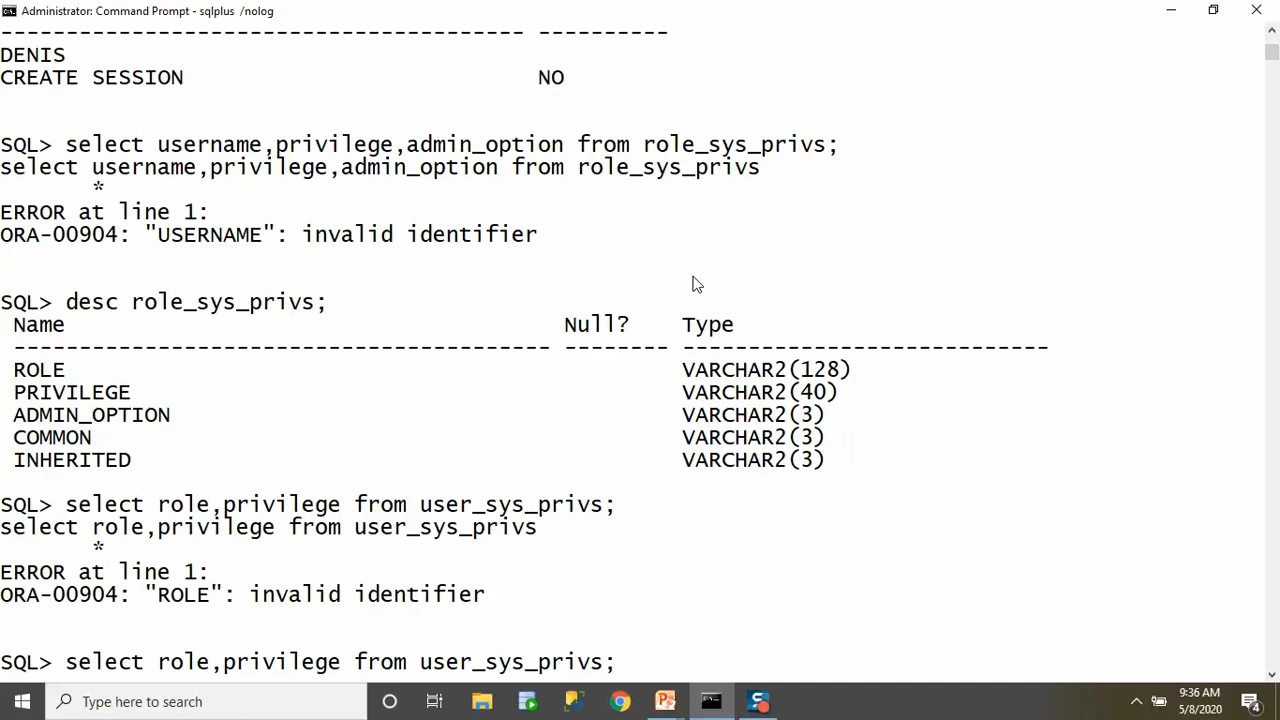 Administrator: Command Prompt - sqlplus /nolog
---------------------------------------- ----------
DENIS
CREATE SESSION NO
SQL> select username,privilege,admin_option from role_sys_privs;
select username,privilege,admin_option from role_sys_privs
*
ERROR at line 1:
ORA-00904: "USERNAME": invalid identifier
SQL> desc role_sys_privs;
Name Null? Type
----------------------------------------- -------- ----------------------------
ROLE VARCHAR2(128)
PRIVILEGE VARCHAR2(40)
ADMIN_OPTION VARCHAR2(3)
COMMON VARCHAR2(3)
INHERITED VARCHAR2(3)
SQL> select role,privilege from user_sys_privs;
select role,privilege from user_sys_privs
*
ERROR at line 1:
ORA-00904: "ROLE": invalid identifier
SQL> select role,privilege from user_sys_privs;
Type here to search
9:36 AM
5/8/2020
4